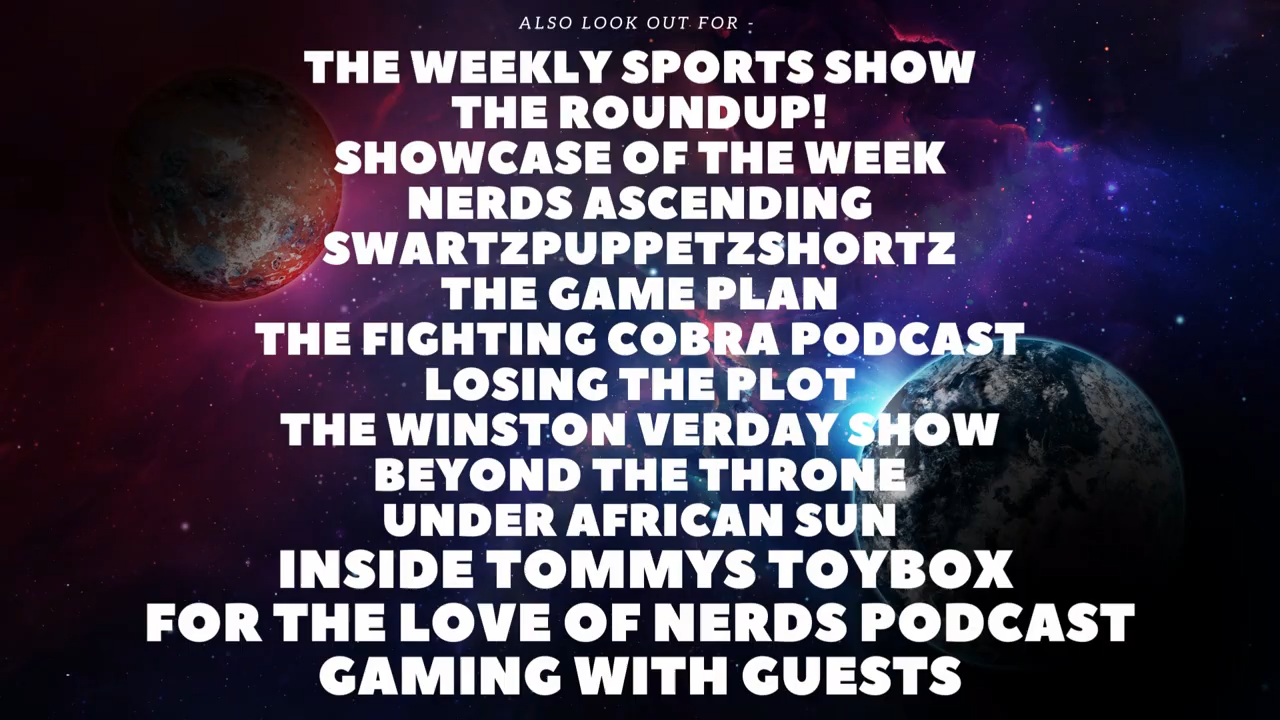 ALSO LOOK OUT FOR -
THE WEEKLY SPORTS SHOW
THE ROUNDUP!
SHOWCASE OF THE WEEK
NERDS ASCENDING
SWARTZPUPPETZSHORTZ
THE GAME PLAN
THE FIGHTING COBRA PODCAST
LOSING THE PLOT
THE WINSTON VERDAY SHOW
BEYOND THE THRONE
UNDER AFRICAN SUN
INSIDE TOMMYS TOYBOX
FOR THE LOVE OF NERDS PODCAST
GAMING WITH GUESTS